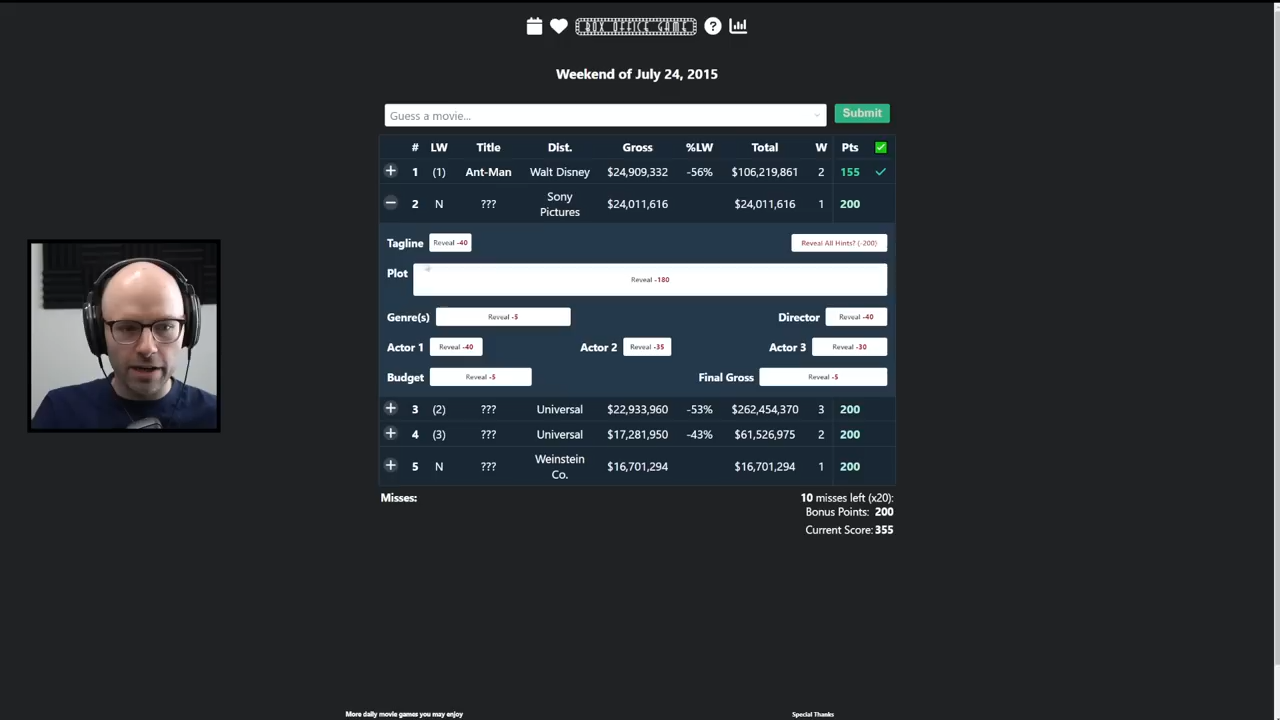 BOX OFFICE GAME
Weekend of July 24, 2015
Guess a movie...
Submit
# LW Title Dist. Gross %LW Total W Pts
1 (1) Ant-Man Walt Disney $24,909,332 -56% $106,219,861 2 155
2 N ??? Sony Pictures $24,011,616 $24,011,616 1 200
Tagline Reveal -40 Reveal All Hints? (-200)
Plot Reveal -180
Genre(s) Reveal -5 Director Reveal -40
Actor 1 Reveal -40 Actor 2 Reveal -35 Actor 3 Reveal -30
Budget Reveal -5 Final Gross Reveal -5
3 (2) ??? Universal $22,933,960 -53% $262,454,370 3 200
4 (3) ??? Universal $17,281,950 -43% $61,526,975 2 200
5 N ??? Weinstein Co. $16,701,294 $16,701,294 1 200
Misses: 10 misses left (x20):
Bonus Points: 200
Current Score: 355
More daily movie games you may enjoy Special Thanks